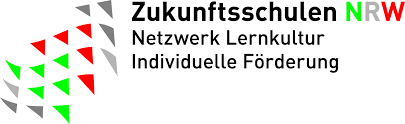 Zukunftsschulen NRW
Netzwerk Lernkultur
Individuelle Förderung